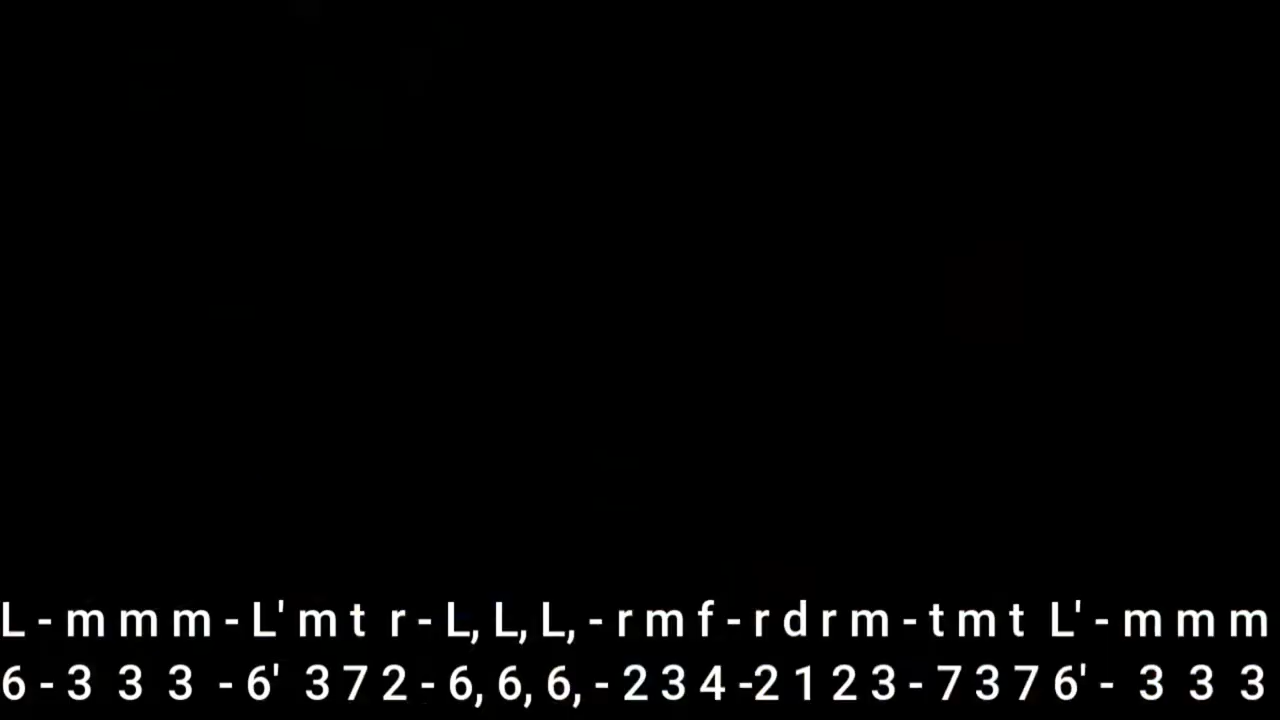 L - m m m - L' m t r - L, L, L, - r m f - r d r m - t m t L' - m m m
6 - 3 3 3 - 6' 3 7 2 - 6, 6, 6, - 2 3 4 -2 1 2 3 - 7 3 7 6' - 3 3 3